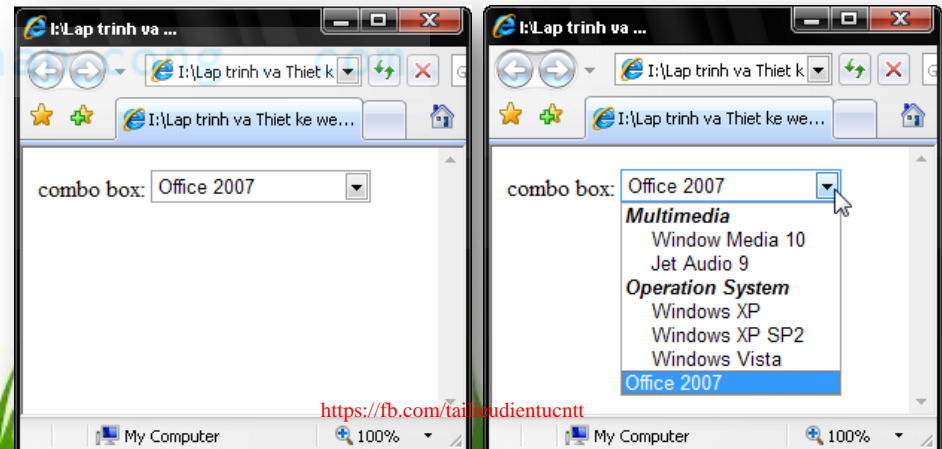 I:\Lap trinh va ...
I:\Lap trinh va Thiet k
I:\Lap trinh va Thiet ke we...
combo box: Office 2007
My Computer
100%
I:\Lap trinh va ...
I:\Lap trinh va Thiet k
I:\Lap trinh va Thiet ke we...
combo box: Office 2007
Multimedia
Window Media 10
Jet Audio 9
Operation System
Windows XP
Windows XP SP2
Windows Vista
Office 2007
My Computer
100%
https://fb.com/tailieudientucntt